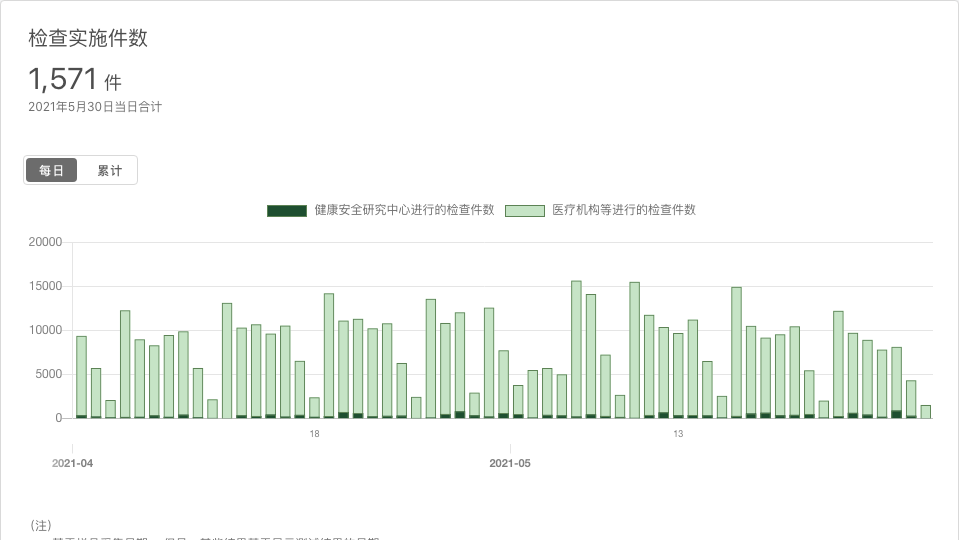 检查实施件数
1,571 件
2021年5月30日当日合计
每日 累计
健康安全研究中心进行的检查件数 医疗机构等进行的检查件数
20000
15000
10000
5000
0
18 13
2021-04 2021-05
(注)